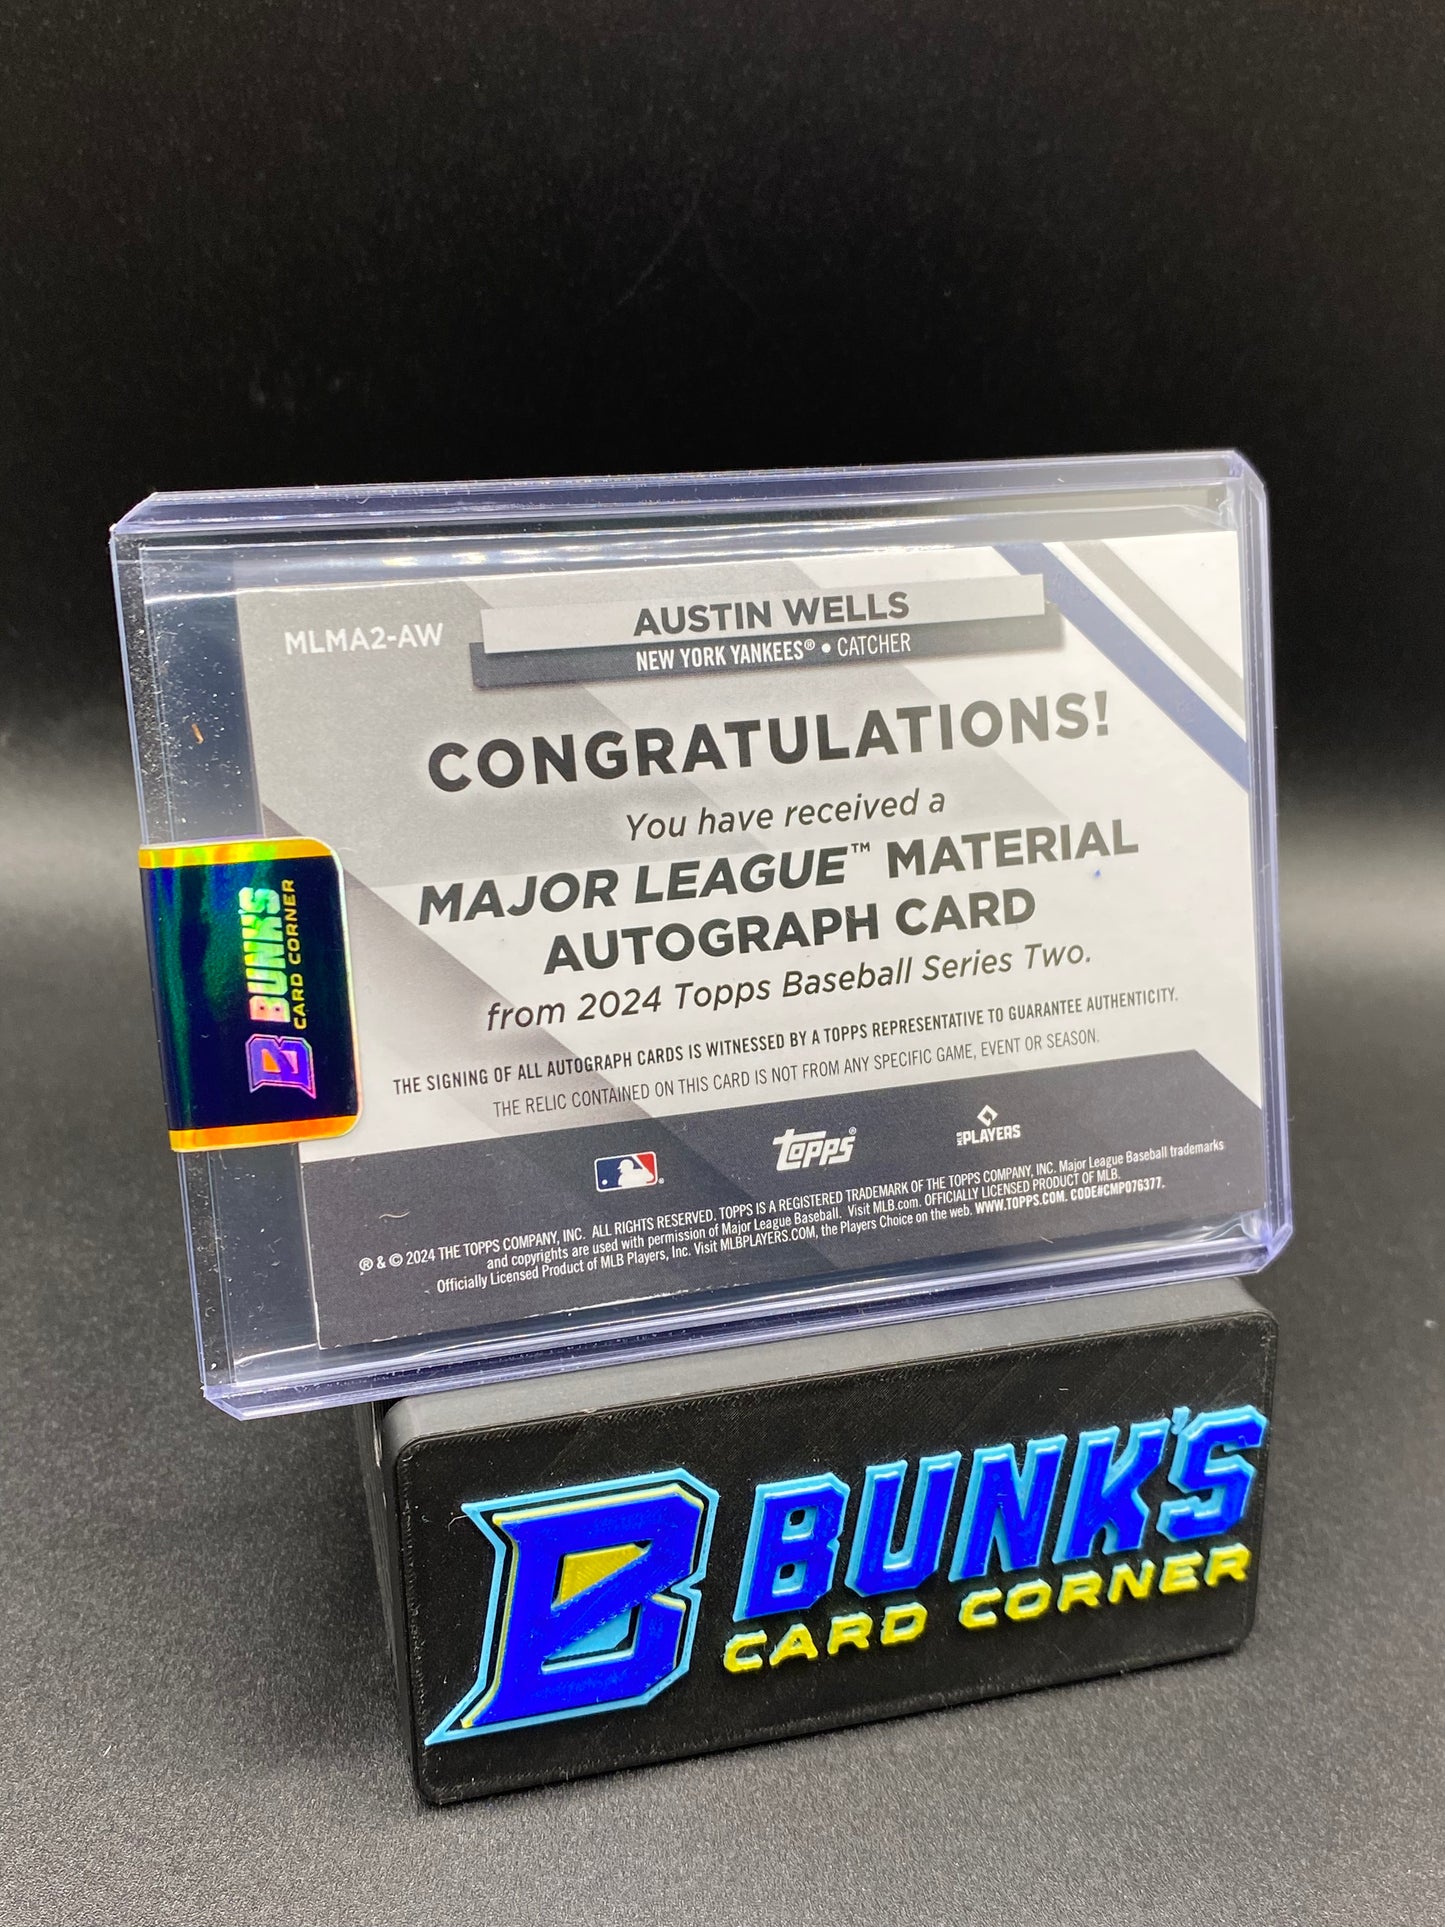 MLMA2-AW
AUSTIN WELLS
NEW YORK YANKEES® • CATCHER
CONGRATULATIONS!
You have received a
MAJOR LEAGUE™ MATERIAL
AUTOGRAPH CARD
from 2024 Topps Baseball Series Two.
THE SIGNING OF ALL AUTOGRAPH CARDS IS WITNESSED BY A TOPPS REPRESENTATIVE TO GUARANTEE AUTHENTICITY.
THE RELIC CONTAINED ON THIS CARD IS NOT FROM ANY SPECIFIC GAME, EVENT OR SEASON.
topps®
MLB PLAYERS
® & © 2024 THE TOPPS COMPANY, INC. ALL RIGHTS RESERVED. TOPPS IS A REGISTERED TRADEMARK OF THE TOPPS COMPANY, INC. Major League Baseball trademarks
and copyrights are used with permission of Major League Baseball. Visit MLB.com. OFFICIALLY LICENSED PRODUCT OF MLB.
Officially Licensed Product of MLB Players, Inc. Visit MLBPLAYERS.COM, the Players Choice on the web. WWW.TOPPS.COM. CODE#CMP076377.
B BUNK'S
CARD CORNER
B BUNK'S
CARD CORNER